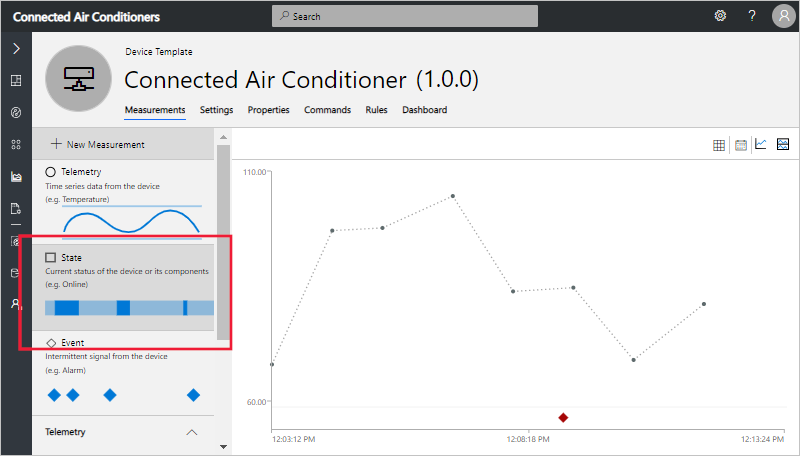 Connected Air Conditioners
Search
?
Device Template
Connected Air Conditioner (1.0.0)
Measurements Settings Properties Commands Rules Dashboard
+ New Measurement
Telemetry
Time series data from the device
(e.g. Temperature)
State
Current status of the device or its components
(e.g. Online)
Event
Intermittent signal from the device
(e.g. Alarm)
Telemetry
110.00
60.00
12:03:12 PM 12:08:18 PM 12:13:24 PM